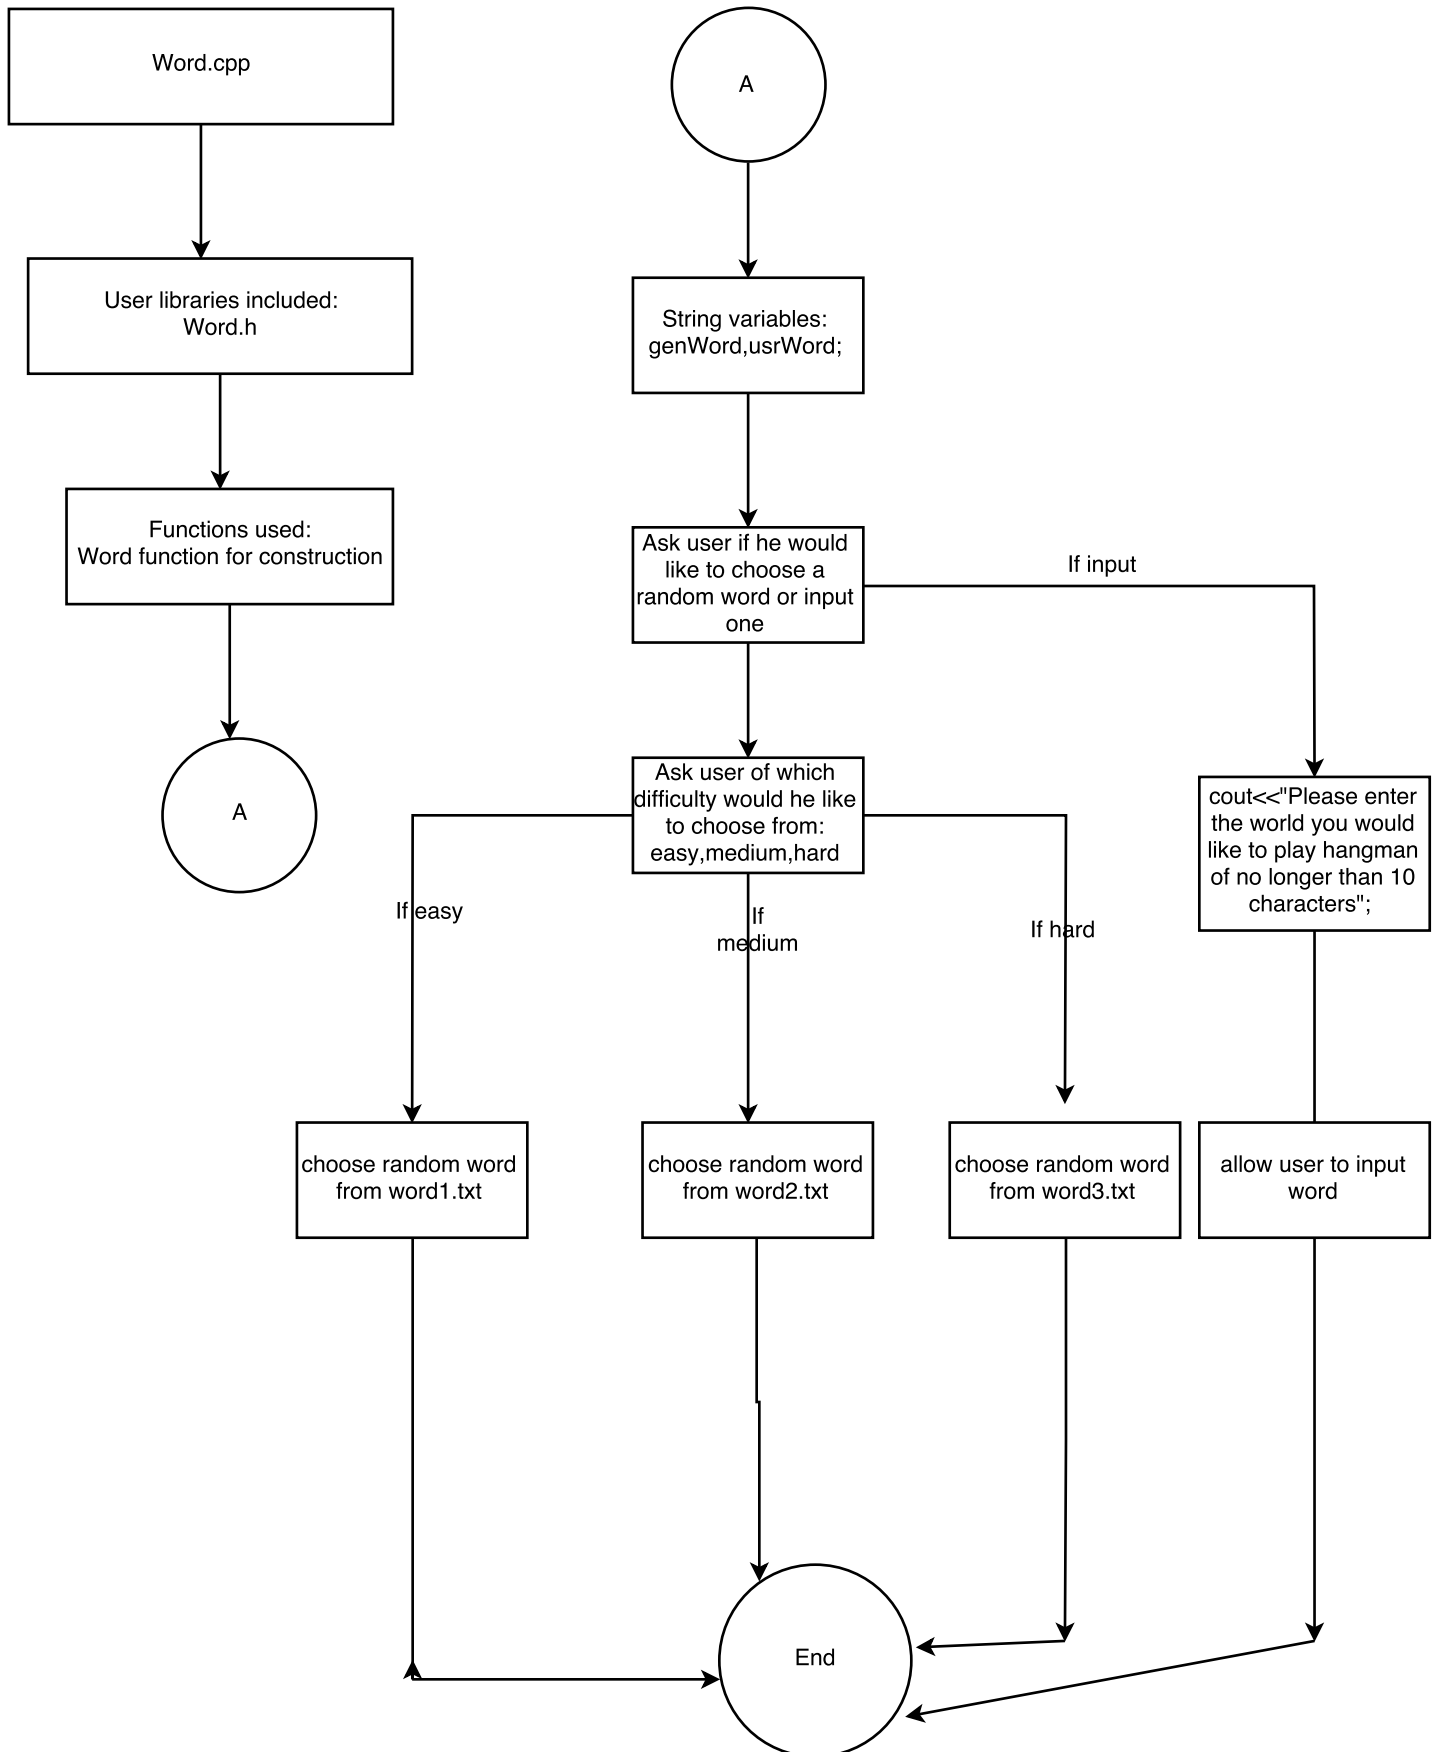 Word.cpp
User libraries included:
Word.h
Functions used:
Word function for construction
A
A
String variables:
genWord,usrWord;
Ask user if he would
like to choose a
random word or input
one
If input
Ask user of which
difficulty would he like
to choose from:
easy,medium,hard
cout<<"Please enter
the world you would
like to play hangman
of no longer than 10
characters";
If easy
If
medium
If hard
choose random word
from word1.txt
choose random word
from word2.txt
choose random word
from word3.txt
allow user to input
word
End